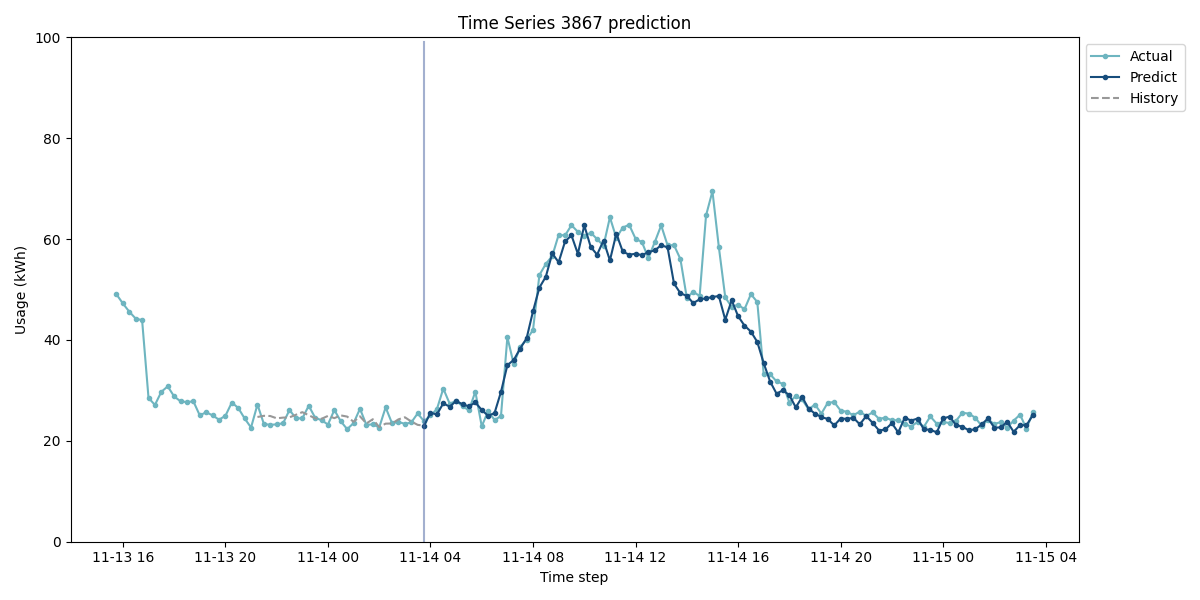 Time Series 3867 prediction
Usage (kWh)
100
80
60
40
20
0
11-13 16
11-13 20
11-14 00
11-14 04
11-14 08
11-14 12
11-14 16
11-14 20
11-15 00
11-15 04
Time step
Actual
Predict
History